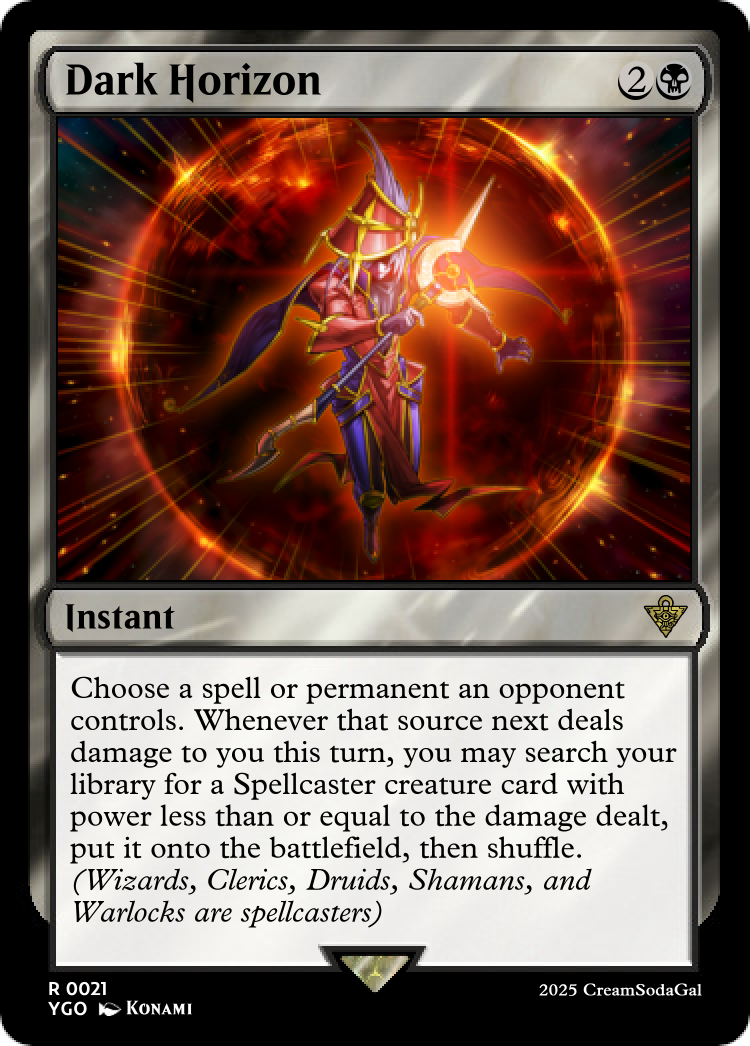 Dark Horizon 2
Instant
Choose a spell or permanent an opponent
controls. Whenever that source next deals
damage to you this turn, you may search your
library for a Spellcaster creature card with
power less than or equal to the damage dealt,
put it onto the battlefield, then shuffle.
(Wizards, Clerics, Druids, Shamans, and
Warlocks are spellcasters)
R 0021
YGO KONAMI
2025 CreamSodaGal